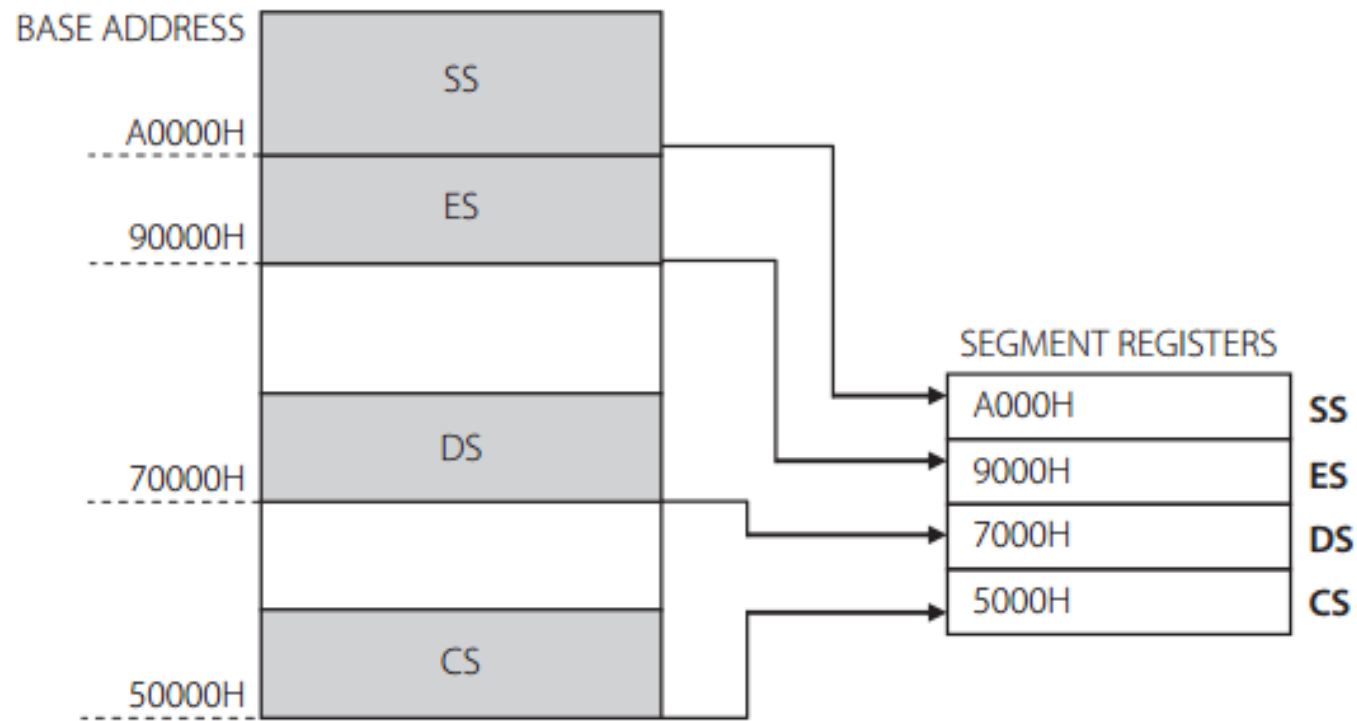 BASE ADDRESS
SS
A0000H
ES
90000H
SEGMENT REGISTERS
A000H SS
DS
9000H ES
70000H
7000H DS
5000H CS
CS
50000H